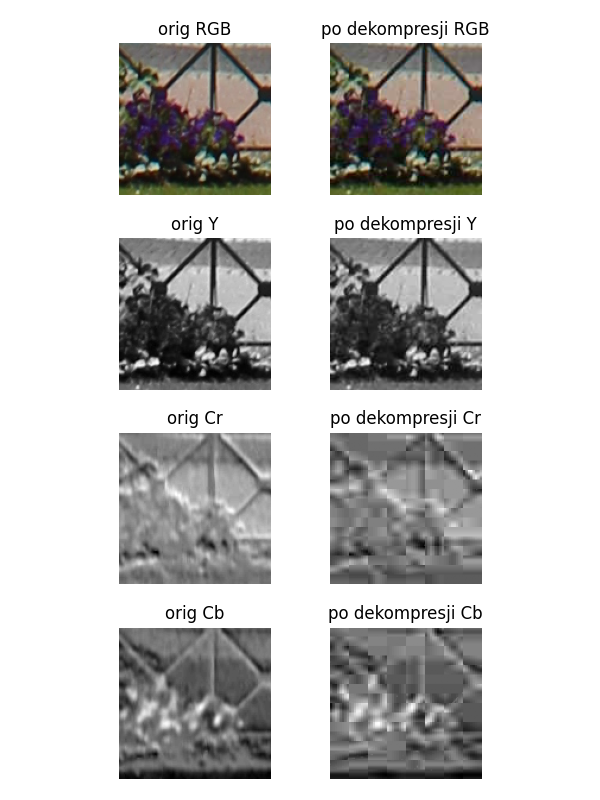 orig RGB
po dekompresji RGB
orig Y
po dekompresji Y
orig Cr
po dekompresji Cr
orig Cb
po dekompresji Cb